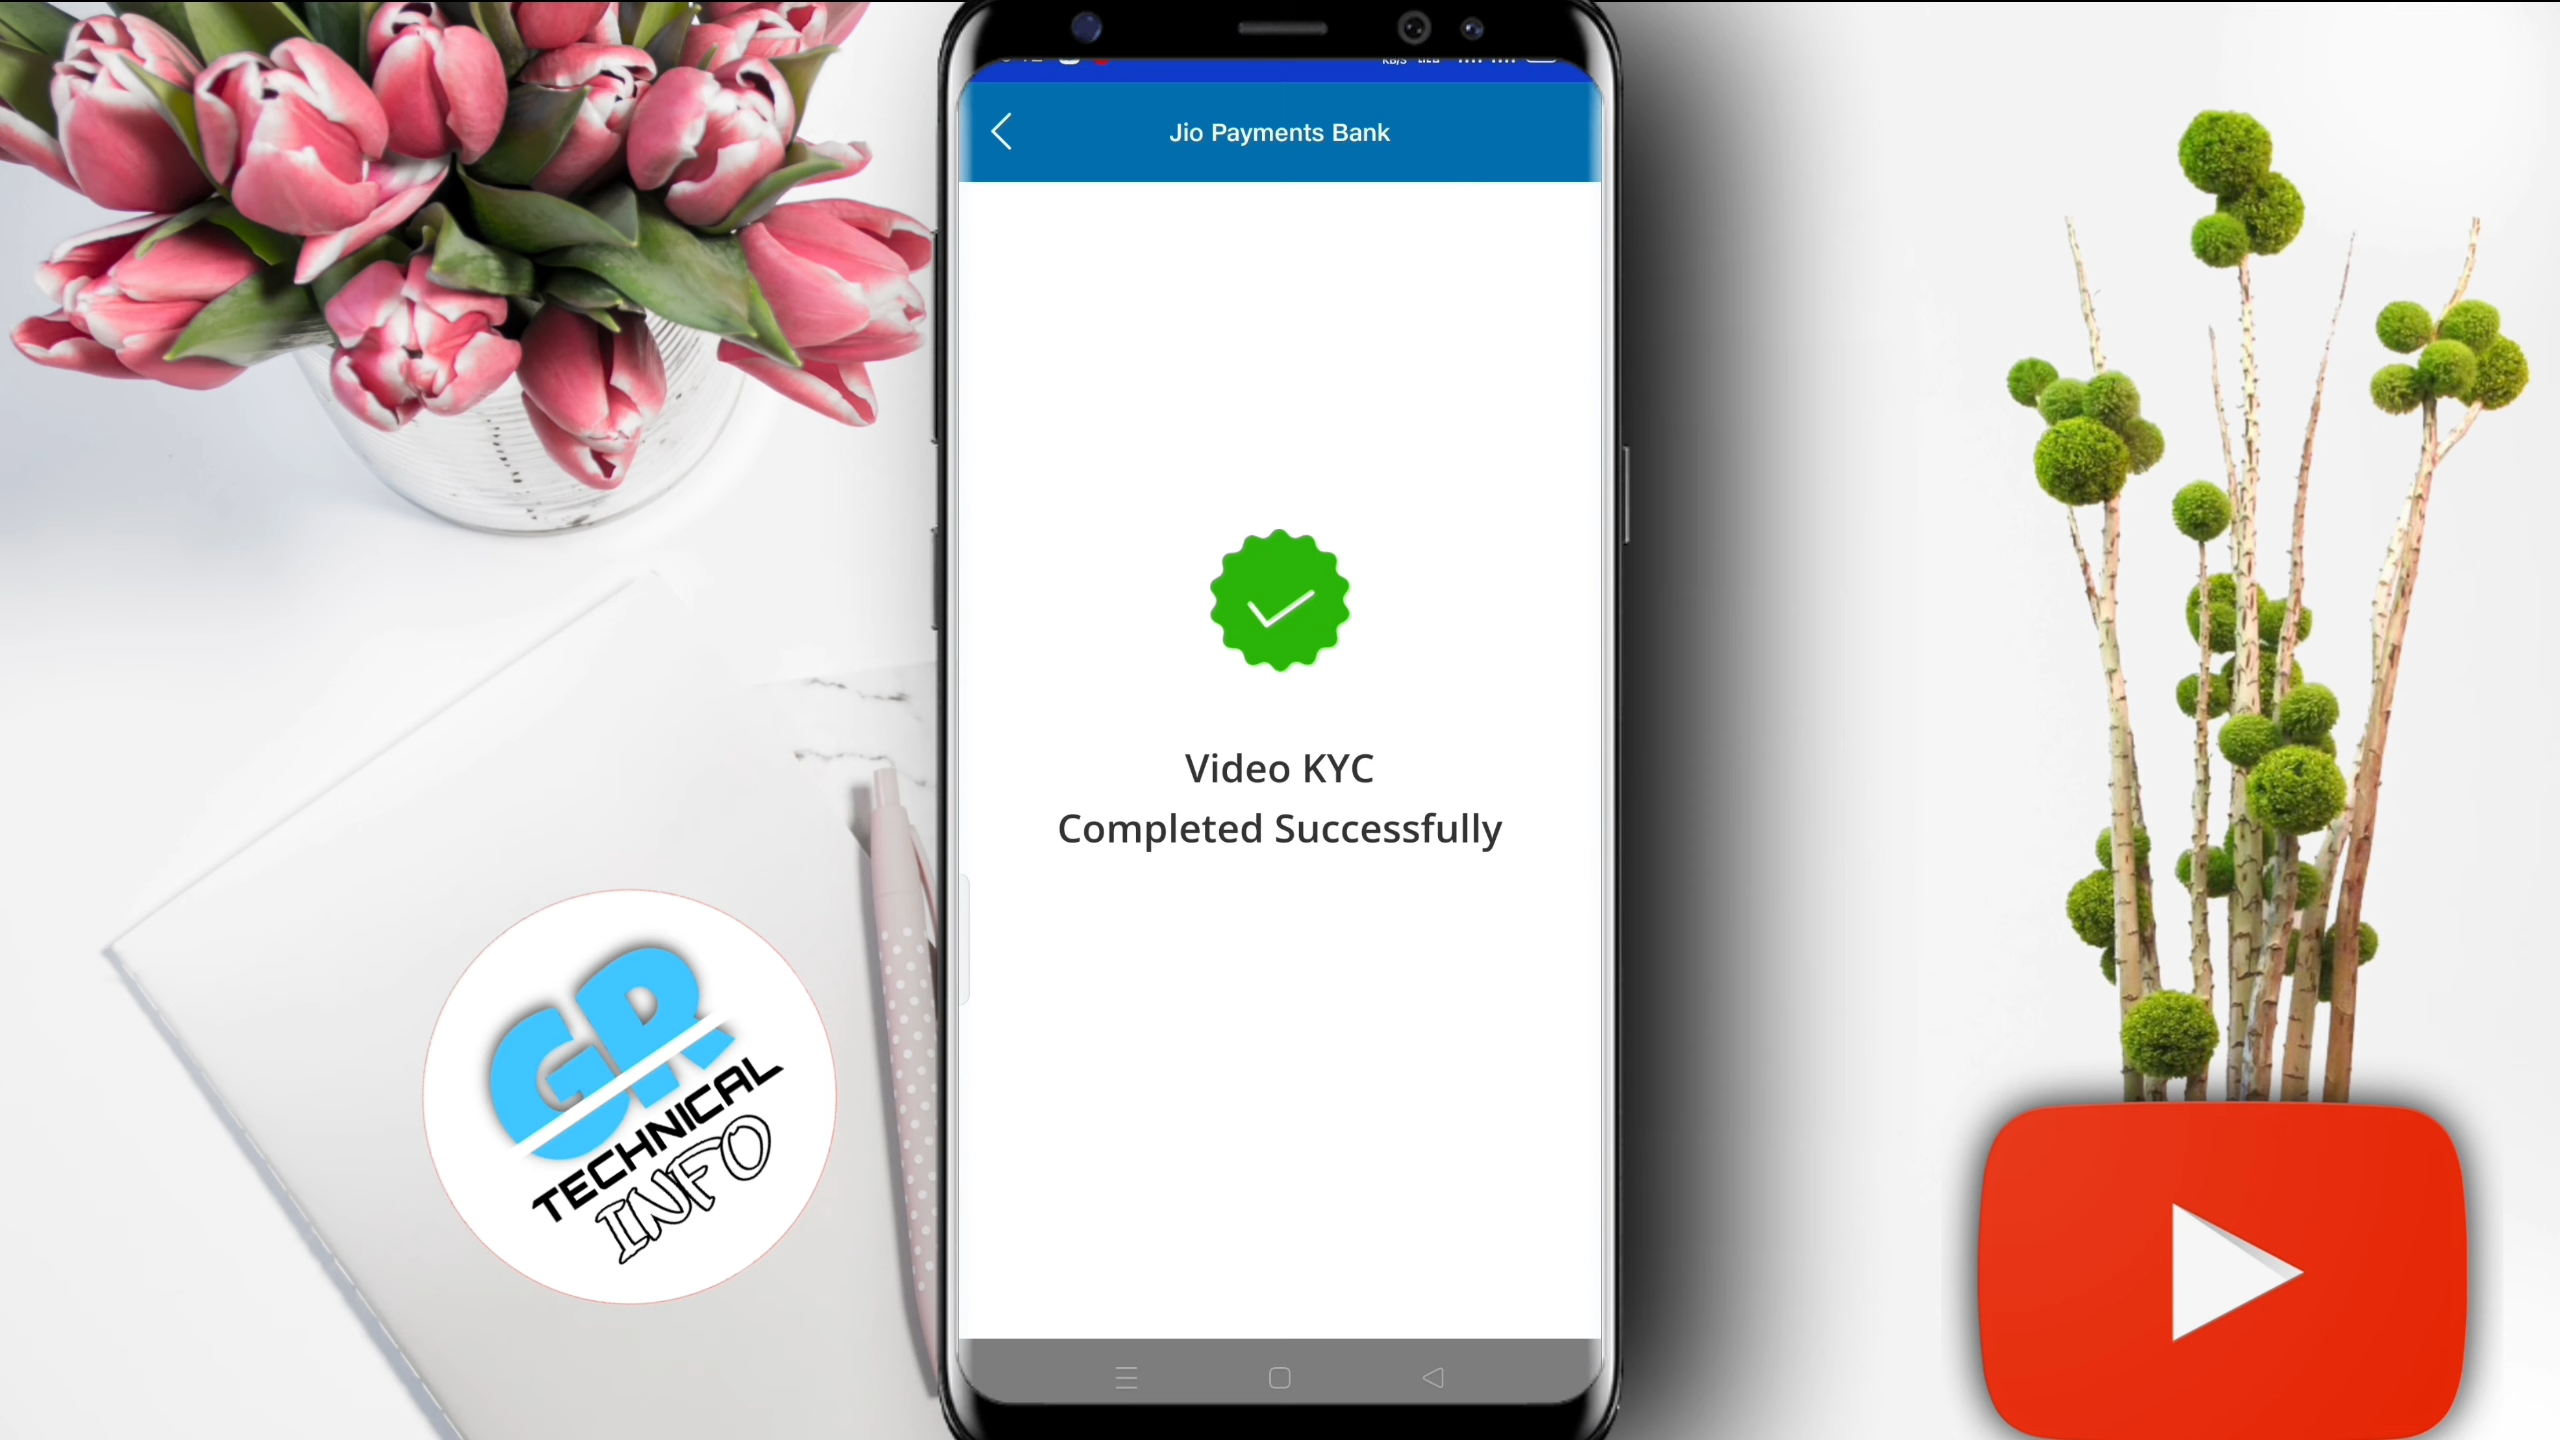 Jio Payments Bank
Video KYC
Completed Successfully
GR
TECHNICAL
INFO